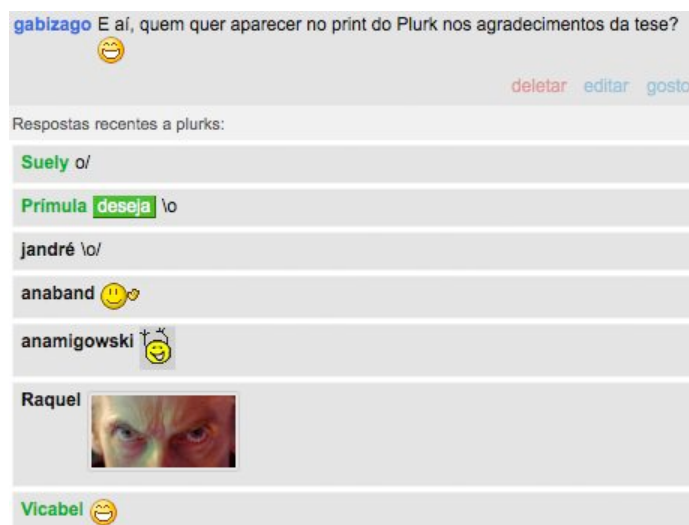 gabizago E aí, quem quer aparecer no print do Plurk nos agradecimentos da tese?
deletar editar gosto
Respostas recentes a plurks:
Suely o/
Prímula deseja \o
jandré \o/
anaband
anamigowski
Raquel
Vicabel